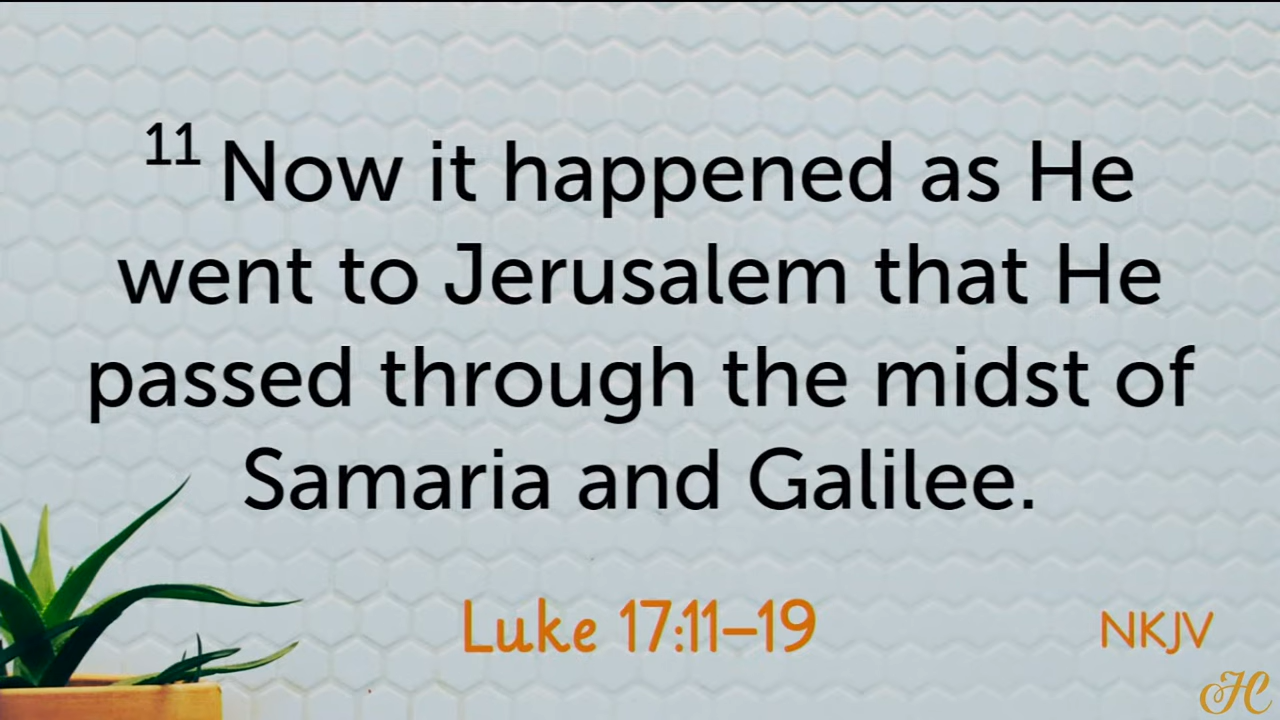 11 Now it happened as He
went to Jerusalem that He
passed through the midst of
Samaria and Galilee.
Luke 17:11–19
NKJV
H